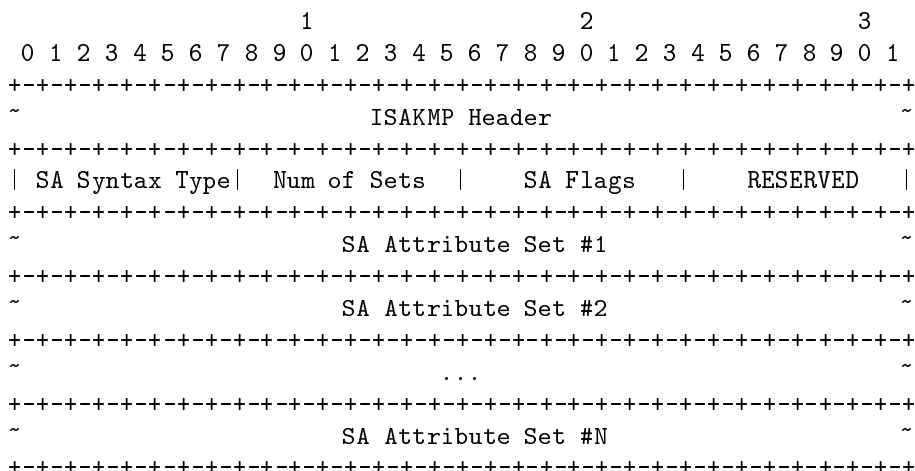 1                   2                   3
 0 1 2 3 4 5 6 7 8 9 0 1 2 3 4 5 6 7 8 9 0 1 2 3 4 5 6 7 8 9 0 1
+-+-+-+-+-+-+-+-+-+-+-+-+-+-+-+-+-+-+-+-+-+-+-+-+-+-+-+-+-+-+-+-+
~                         ISAKMP Header                         ~
+-+-+-+-+-+-+-+-+-+-+-+-+-+-+-+-+-+-+-+-+-+-+-+-+-+-+-+-+-+-+-+-+
| SA Syntax Type|  Num of Sets  |    SA Flags   |    RESERVED   |
+-+-+-+-+-+-+-+-+-+-+-+-+-+-+-+-+-+-+-+-+-+-+-+-+-+-+-+-+-+-+-+-+
~                       SA Attribute Set #1                     ~
+-+-+-+-+-+-+-+-+-+-+-+-+-+-+-+-+-+-+-+-+-+-+-+-+-+-+-+-+-+-+-+-+
~                       SA Attribute Set #2                     ~
+-+-+-+-+-+-+-+-+-+-+-+-+-+-+-+-+-+-+-+-+-+-+-+-+-+-+-+-+-+-+-+-+
~                              ...                              ~
+-+-+-+-+-+-+-+-+-+-+-+-+-+-+-+-+-+-+-+-+-+-+-+-+-+-+-+-+-+-+-+-+
~                       SA Attribute Set #N                     ~
+-+-+-+-+-+-+-+-+-+-+-+-+-+-+-+-+-+-+-+-+-+-+-+-+-+-+-+-+-+-+-+-+